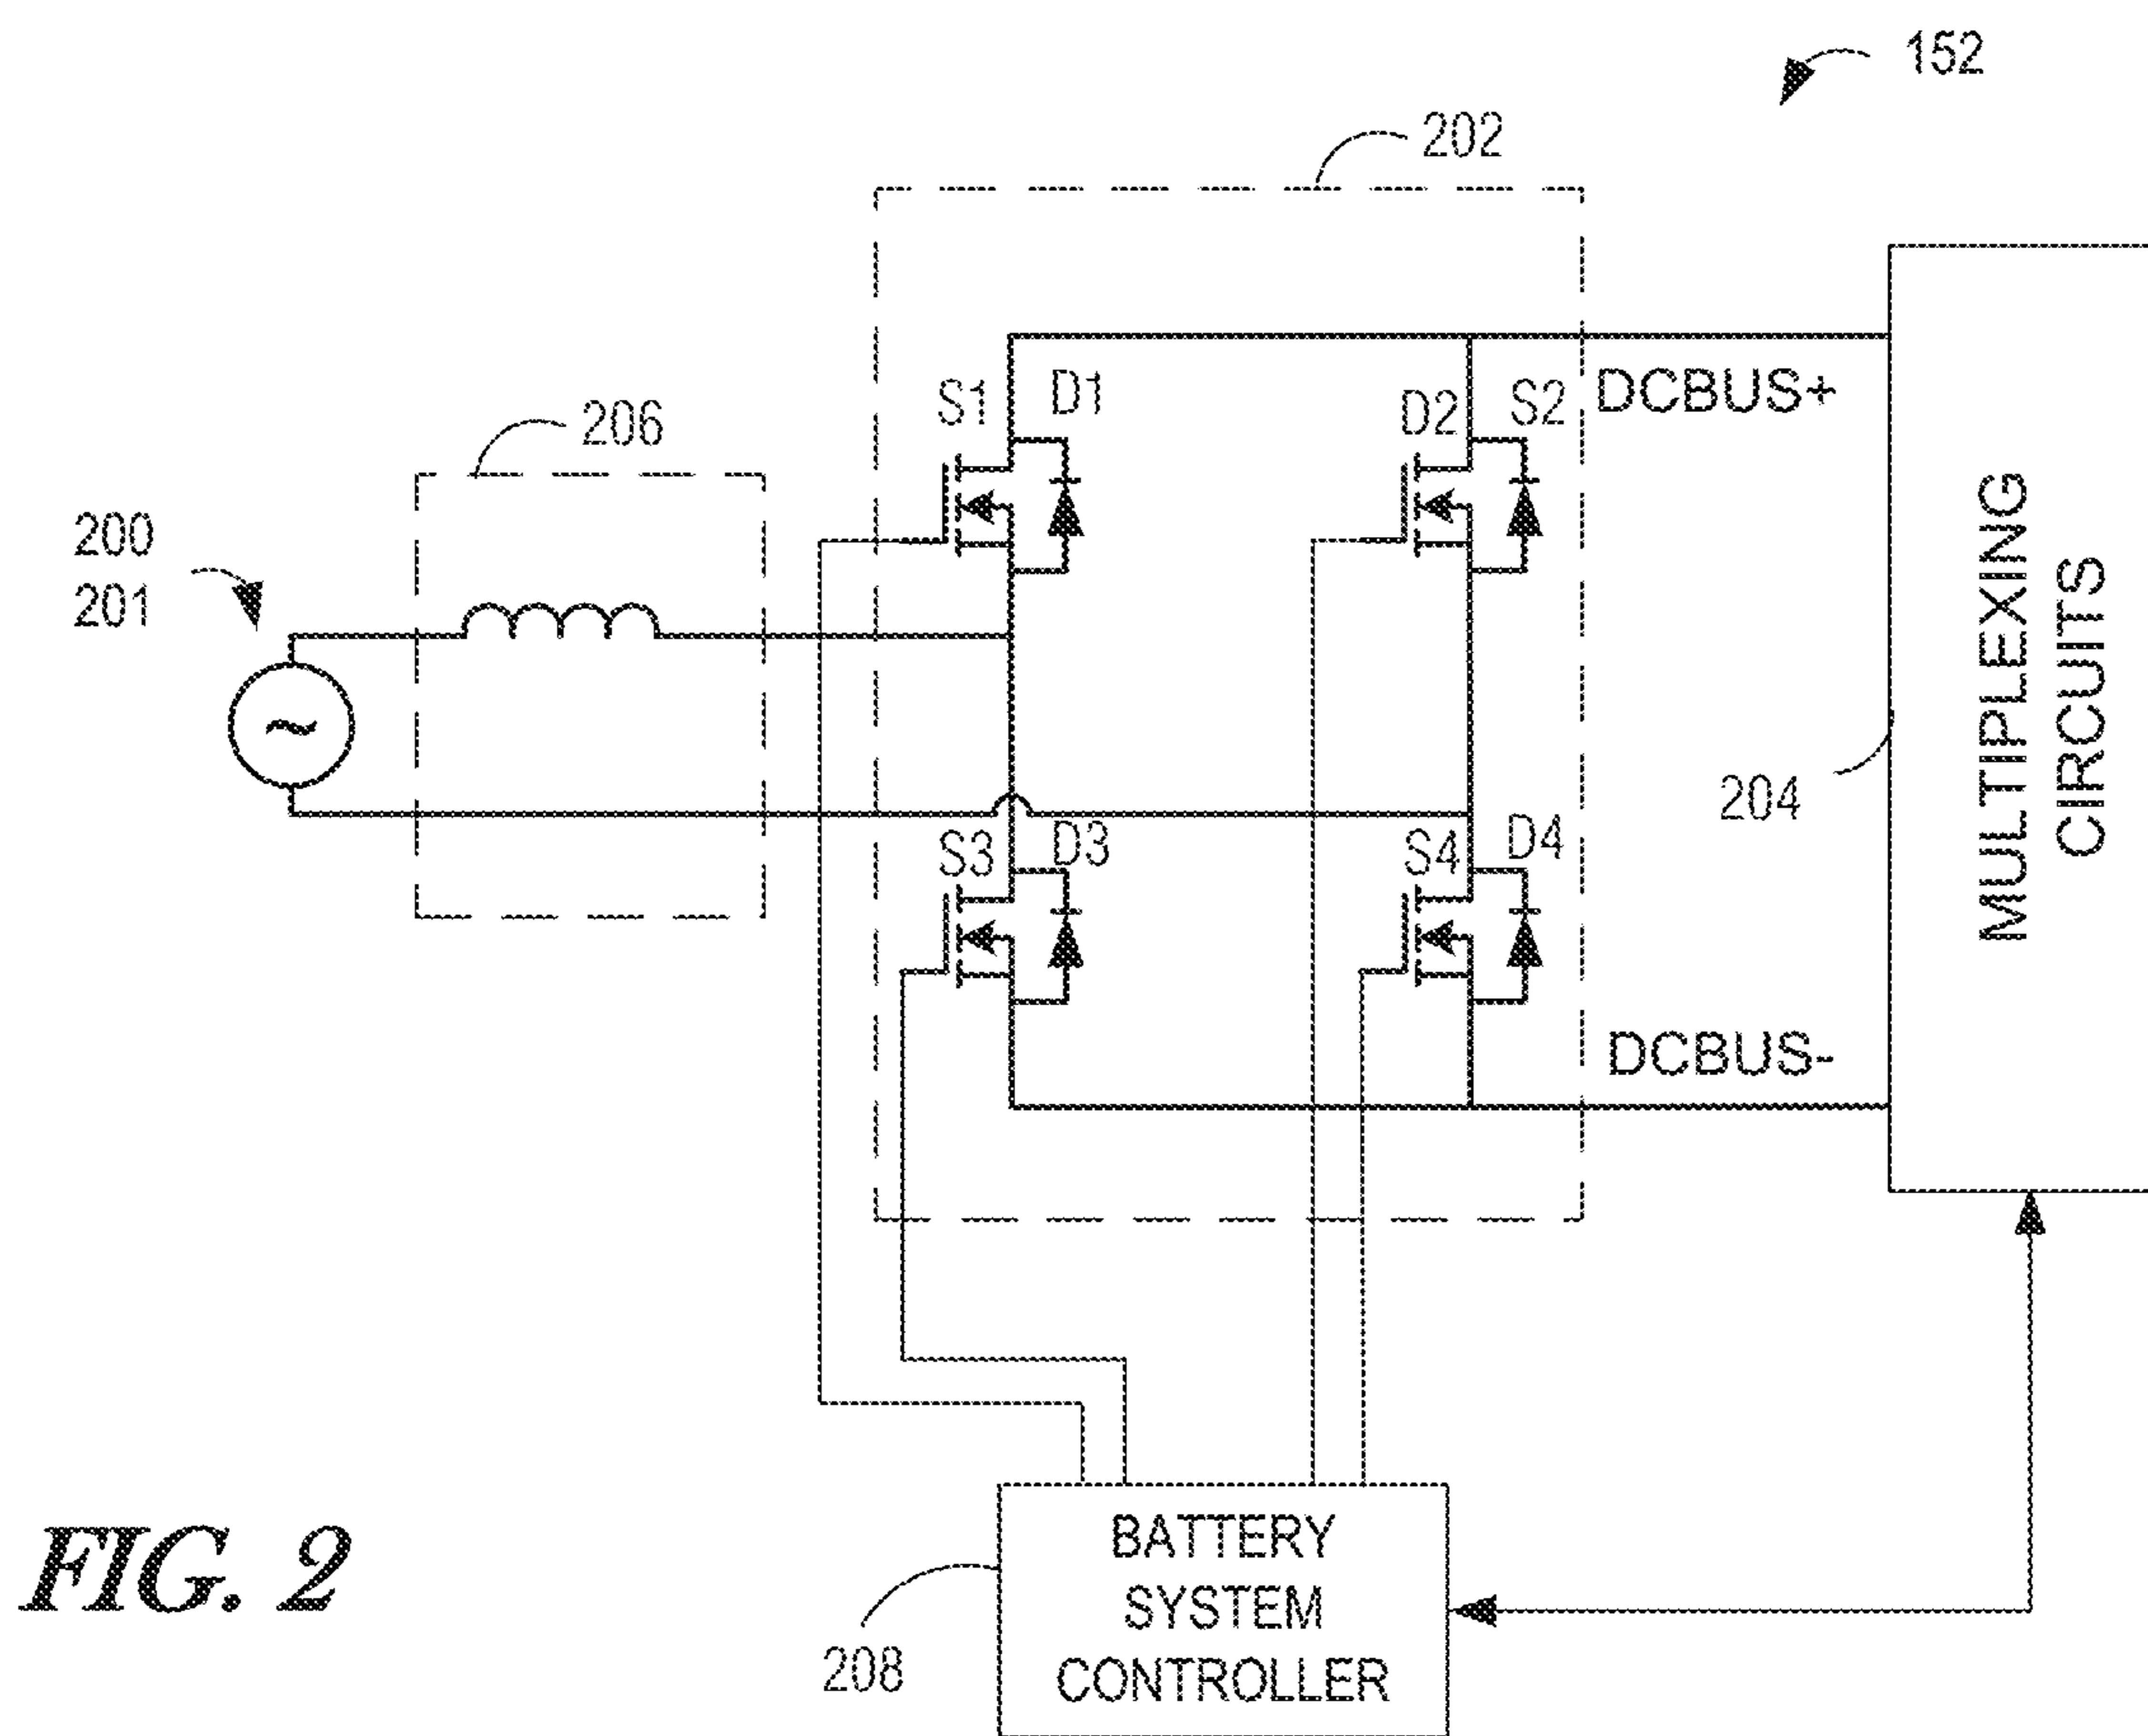 152
202
S1 D1
D2 S2
DCBUS+
206
200
201
MULTIPLEXING
CIRCUITS
204
S3 D3
S4 D4
DCBUS-
BATTERY
SYSTEM
CONTROLLER
208
FIG. 2